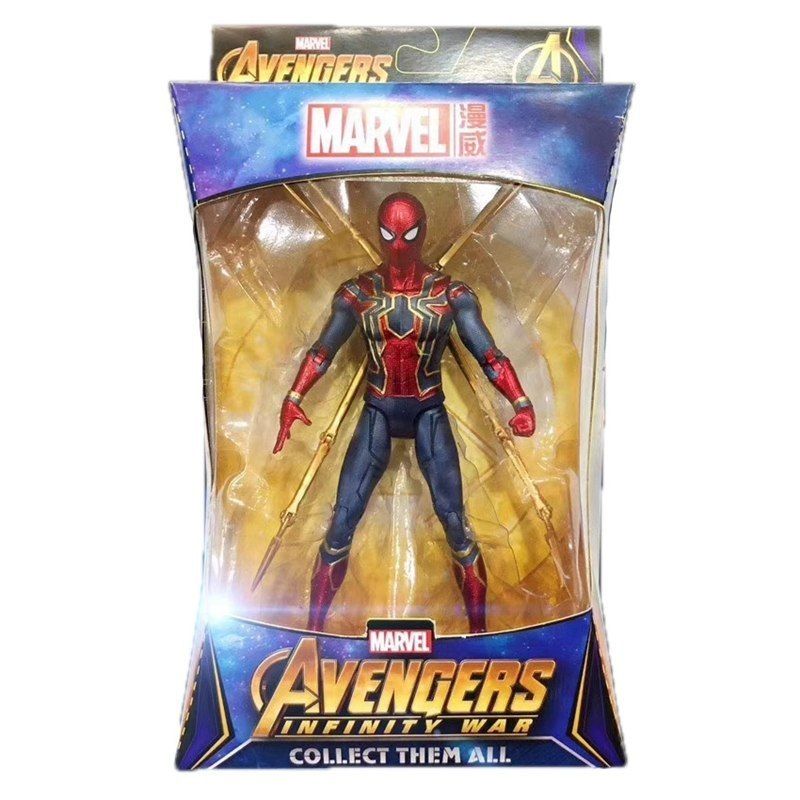 MARVEL
AVENGERS
MARVEL 漫威
MARVEL
AVENGERS
INFINITY WAR
COLLECT THEM ALL